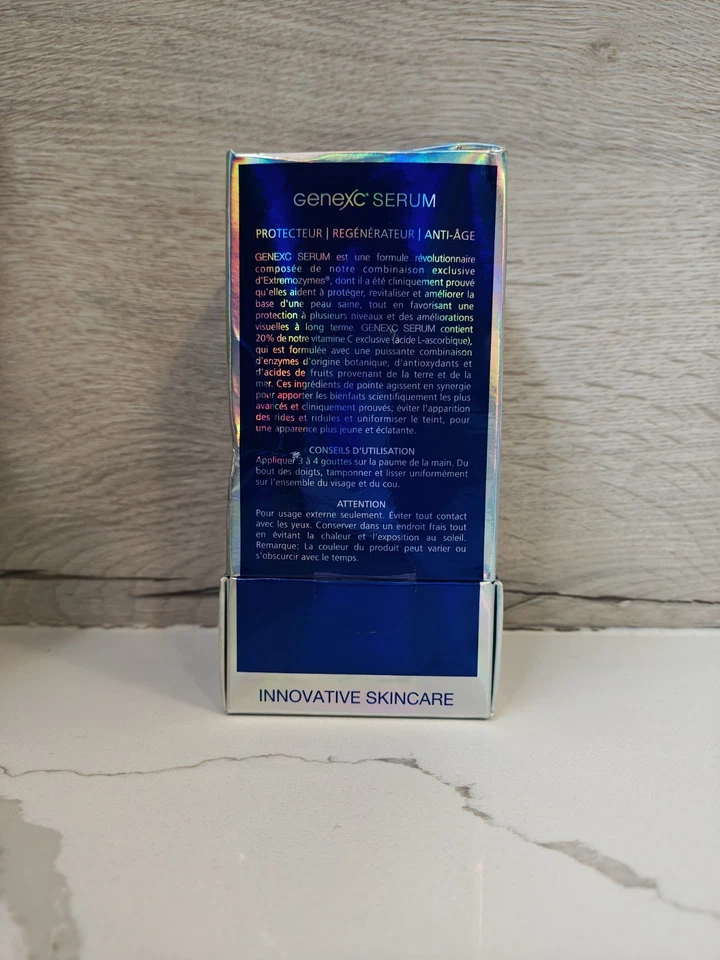 GENEXC® SERUM
PROTECTEUR | REGÉNÉRATEUR | ANTI-ÂGE
GENEXC SERUM est une formule révolutionnaire
composée de notre combinaison exclusive
d'Extremozymes®, dont il a été cliniquement prouvé
qu'elles aident à protéger, revitaliser et améliorer la
base d'une peau saine, tout en favorisant une
protection à plusieurs niveaux et des améliorations
visuelles à long terme. GENEXC SERUM contient
20% de notre vitamine C exclusive (acide L-ascorbique),
qui est formulée avec une puissante combinaison
d'enzymes d'origine botanique, d'antioxydants et
d'acides de fruits provenant de la terre et de la
mer. Ces ingrédients de pointe agissent en synergie
pour apporter les bienfaits scientifiquement les plus
avancés et cliniquement prouvés; éviter l'apparition
des rides et ridules et uniformiser le teint, pour
une apparence plus jeune et éclatante.
CONSEILS D'UTILISATION
Appliquer 3 à 4 gouttes sur la paume de la main. Du
bout des doigts, tamponner et lisser uniformément
sur l'ensemble du visage et du cou.
ATTENTION
Pour usage externe seulement. Éviter tout contact
avec les yeux. Conserver dans un endroit frais tout
en évitant la chaleur et l'exposition au soleil.
Remarque: La couleur du produit peut varier ou
s'obscurcir avec le temps.
INNOVATIVE SKINCARE